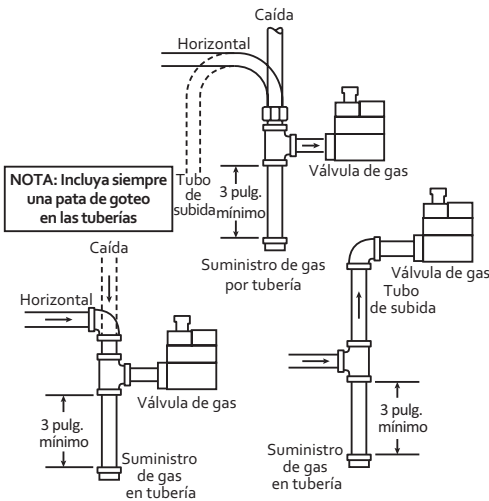 Caída
Horizontal
Válvula de gas
NOTA: Incluya siempre
una pata de goteo
en las tuberías
Tubo
de
subida
3 pulg.
mínimo
Suministro de gas
por tubería
Caída
Horizontal
Válvula de gas
3 pulg.
mínimo
Suministro
de gas
en tubería
Válvula de gas
Tubo
de subida
3 pulg.
mínimo
Suministro
de gas
en tubería